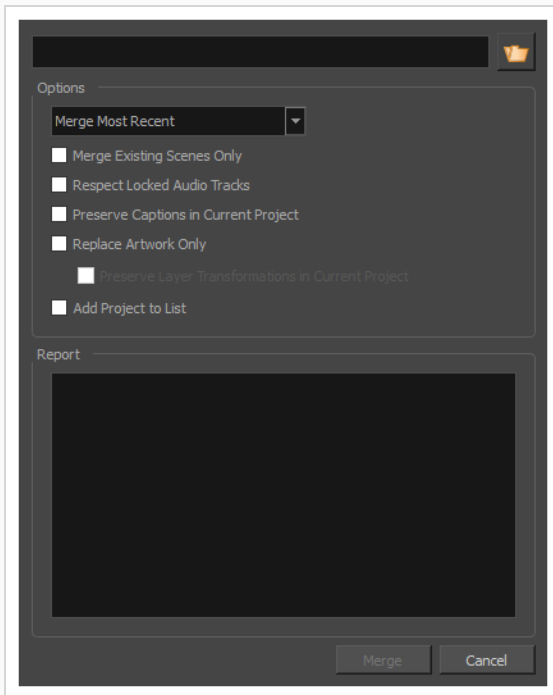 Options
Merge Most Recent
Merge Existing Scenes Only
Respect Locked Audio Tracks
Preserve Captions in Current Project
Replace Artwork Only
Preserve Layer Transformations in Current Project
Add Project to List
Report
Merge
Cancel